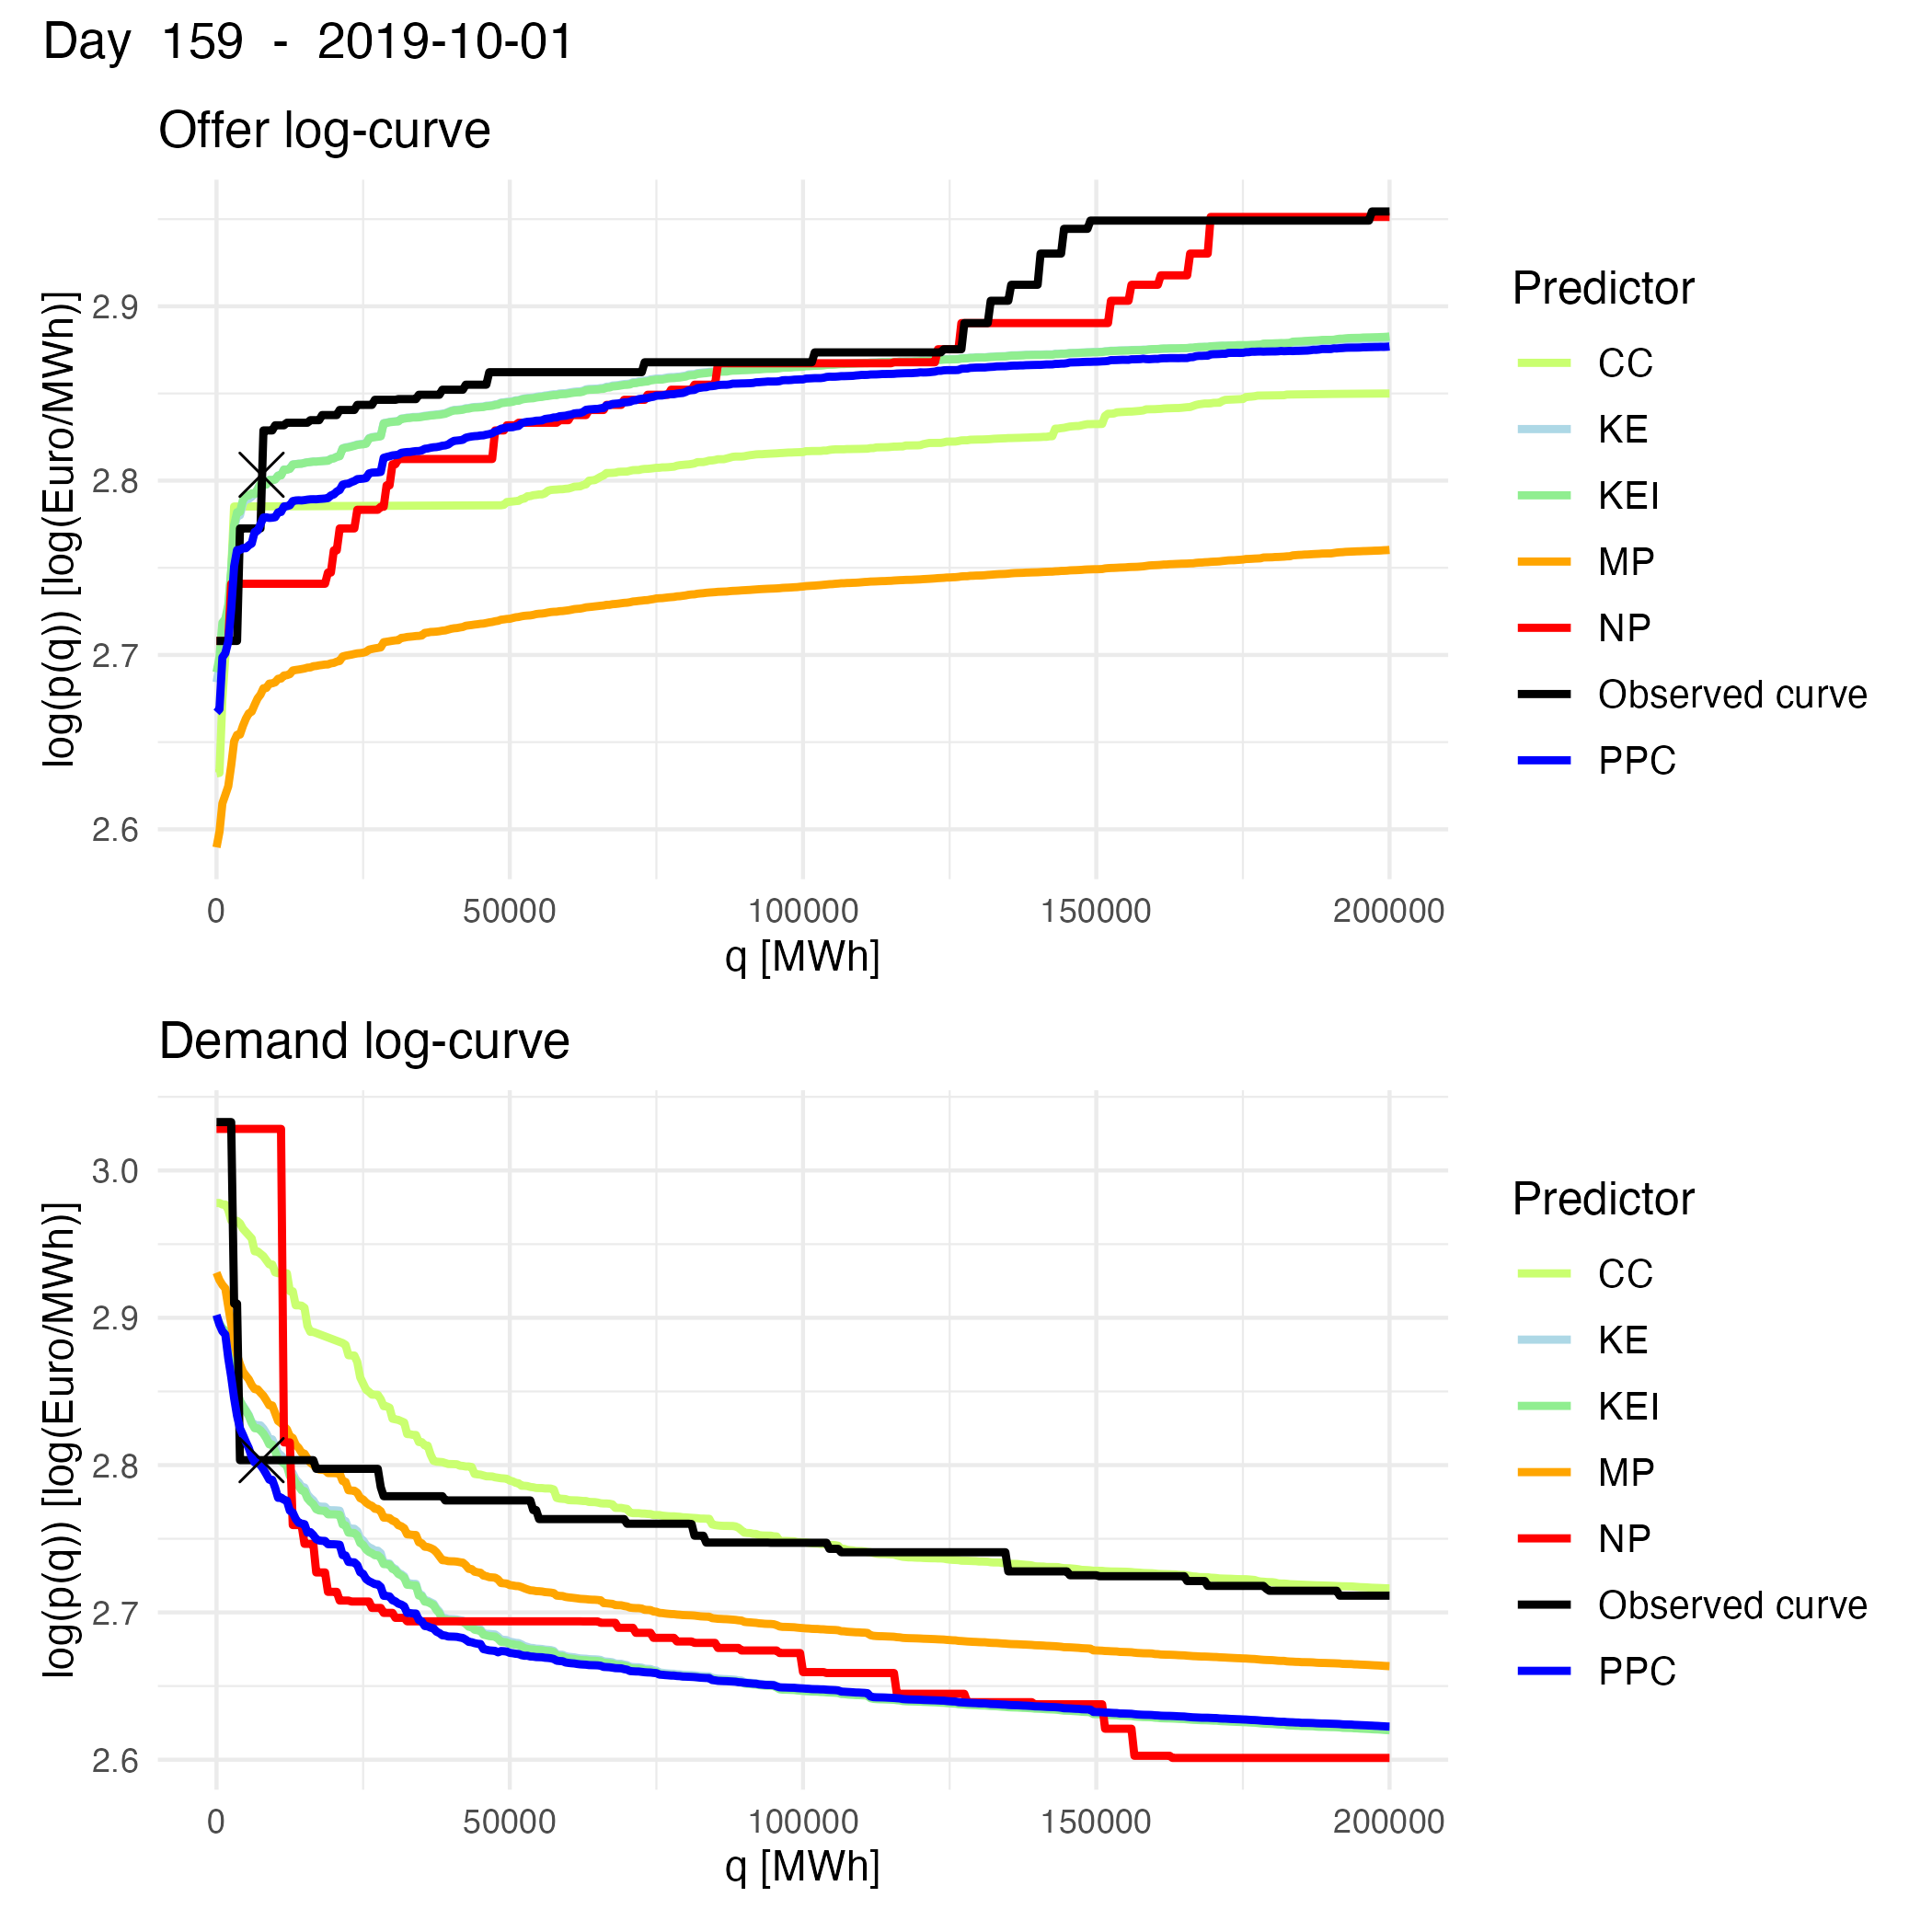 Day 159 - 2019-10-01
Offer log-curve
log(p(q)) [log(Euro/MWh)]
2.9
2.8
2.7
2.6
0 50000 100000 150000 200000
q [MWh]
Predictor
CC
KE
KEI
MP
NP
Observed curve
PPC
Demand log-curve
log(p(q)) [log(Euro/MWh)]
3.0
2.9
2.8
2.7
2.6
0 50000 100000 150000 200000
q [MWh]
Predictor
CC
KE
KEI
MP
NP
Observed curve
PPC